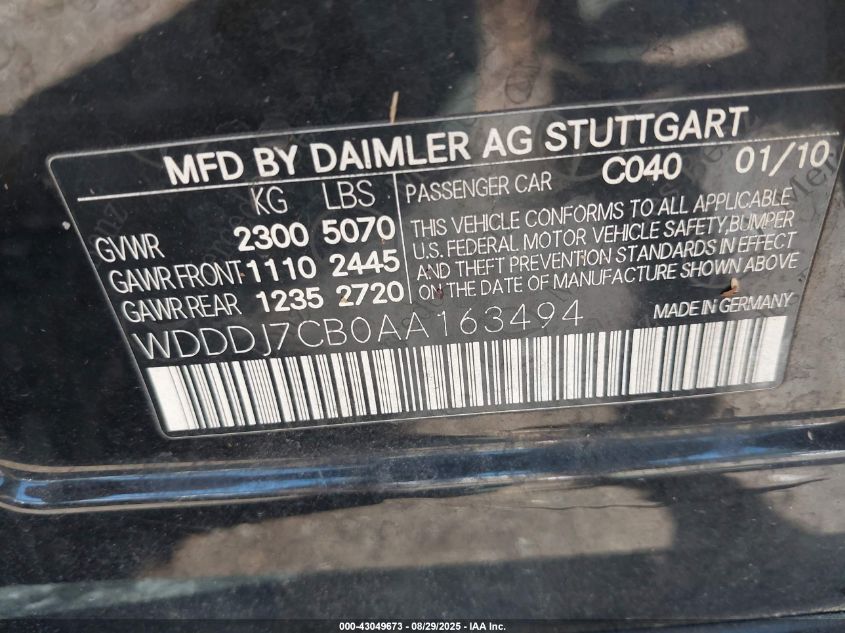 MFD BY DAIMLER AG STUTTGART
C040 01/10
KG LBS
GVWR 2300 5070
GAWR FRONT 1110 2445
GAWR REAR 1235 2720
PASSENGER CAR
THIS VEHICLE CONFORMS TO ALL APPLICABLE
U.S. FEDERAL MOTOR VEHICLE SAFETY, BUMPER
AND THEFT PREVENTION STANDARDS IN EFFECT
ON THE DATE OF MANUFACTURE SHOWN ABOVE
WDDDJ7CB0AA163494
MADE IN GERMANY
000-43049673 - 08/29/2025 - IAA Inc.